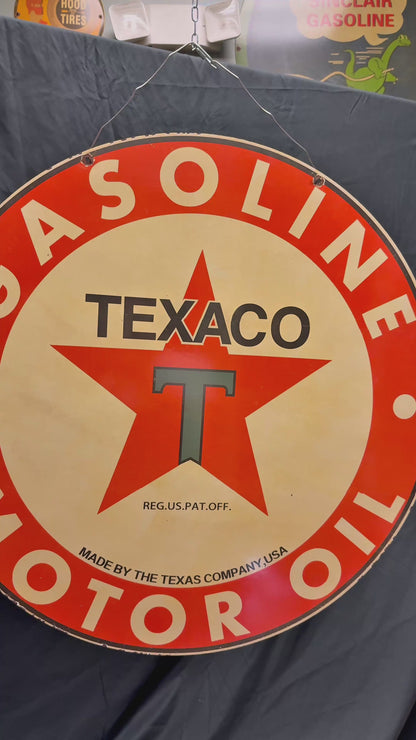 HOOD
TIRES
SINCLAIR
GASOLINE
GASOLINE
TEXACO
T
REG.US.PAT.OFF.
MADE BY THE TEXAS COMPANY,USA
MOTOR OIL